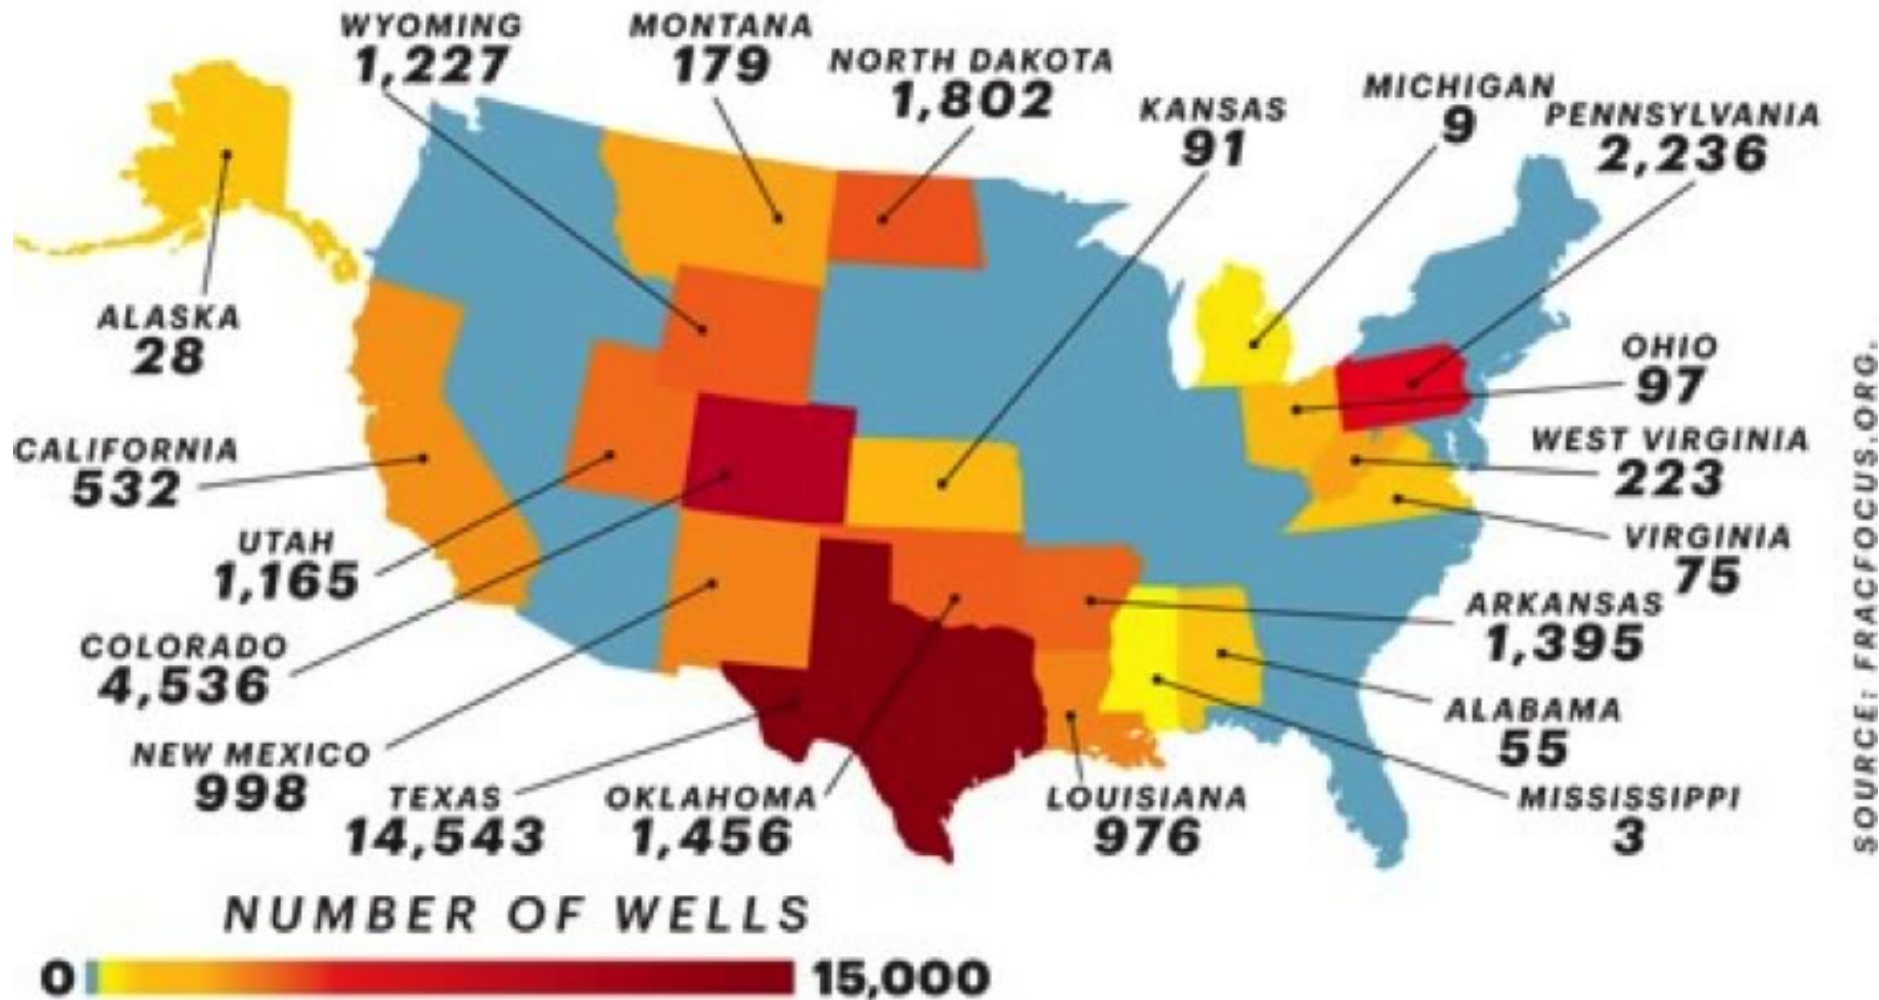 WYOMING
1,227
MONTANA
179
NORTH DAKOTA
1,802
KANSAS
91
MICHIGAN
9
PENNSYLVANIA
2,236
ALASKA
28
OHIO
97
CALIFORNIA
532
WEST VIRGINIA
223
UTAH
1,165
VIRGINIA
75
COLORADO
4,536
ARKANSAS
1,395
NEW MEXICO
998
ALABAMA
55
TEXAS
14,543
OKLAHOMA
1,456
LOUISIANA
976
MISSISSIPPI
3
NUMBER OF WELLS
0
15,000
SOURCE: FRACFOCUS.ORG.